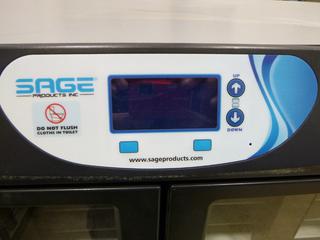 SAGE
PRODUCTS INC
UP
DO NOT FLUSH
CLOTHS IN TOILET
DOWN
www.sageproducts.com